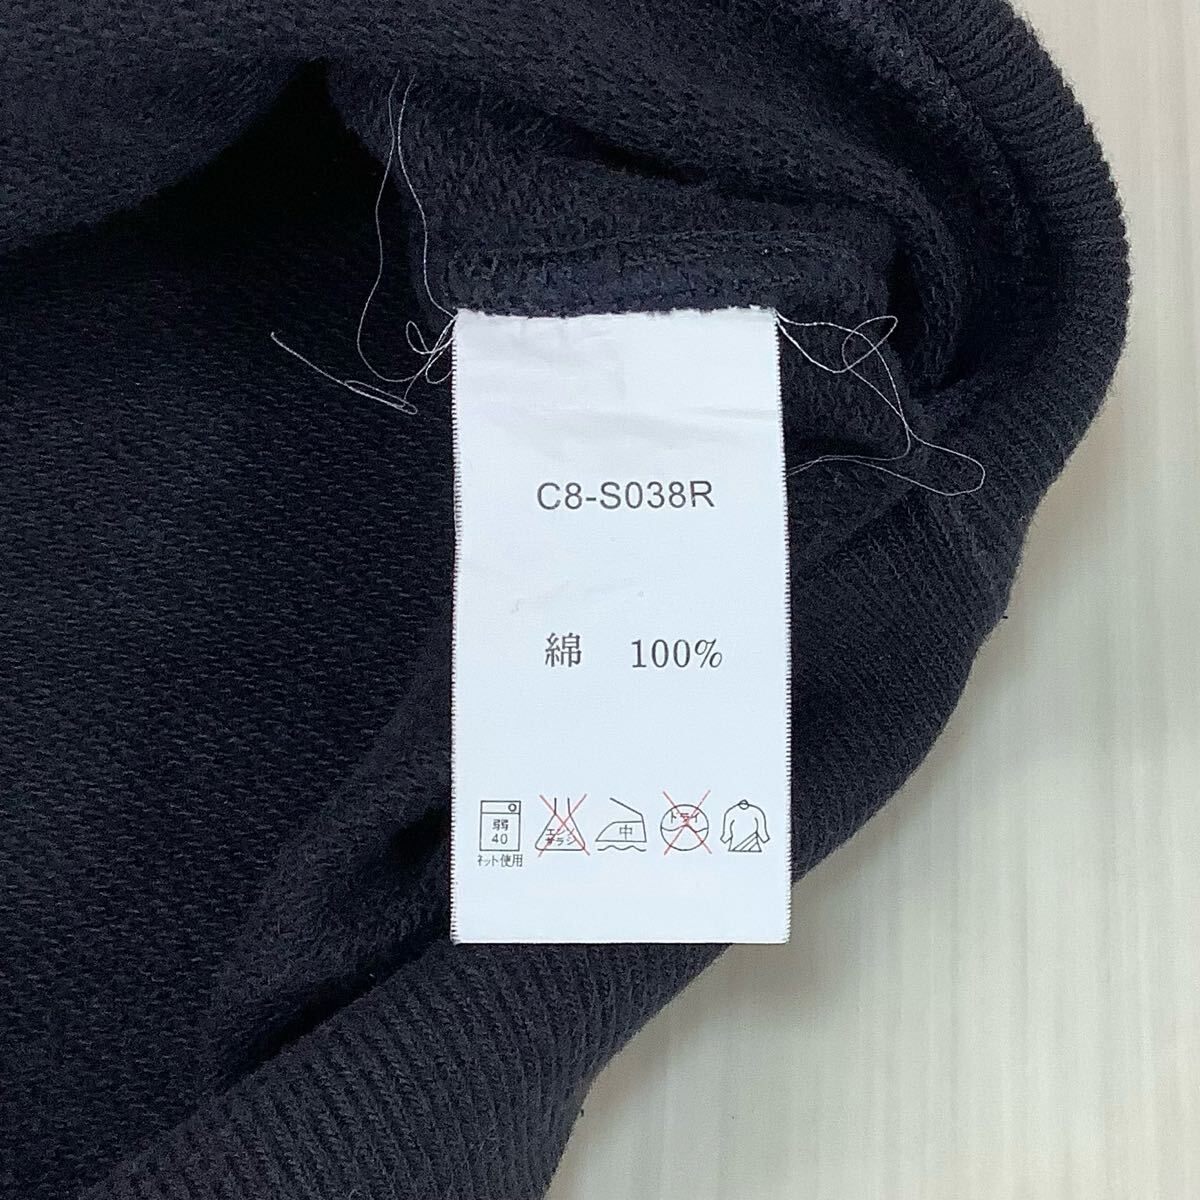 C8-S038R
綿 100%
弱
40
ネット使用
エンソ
サラシ
中
ドライ